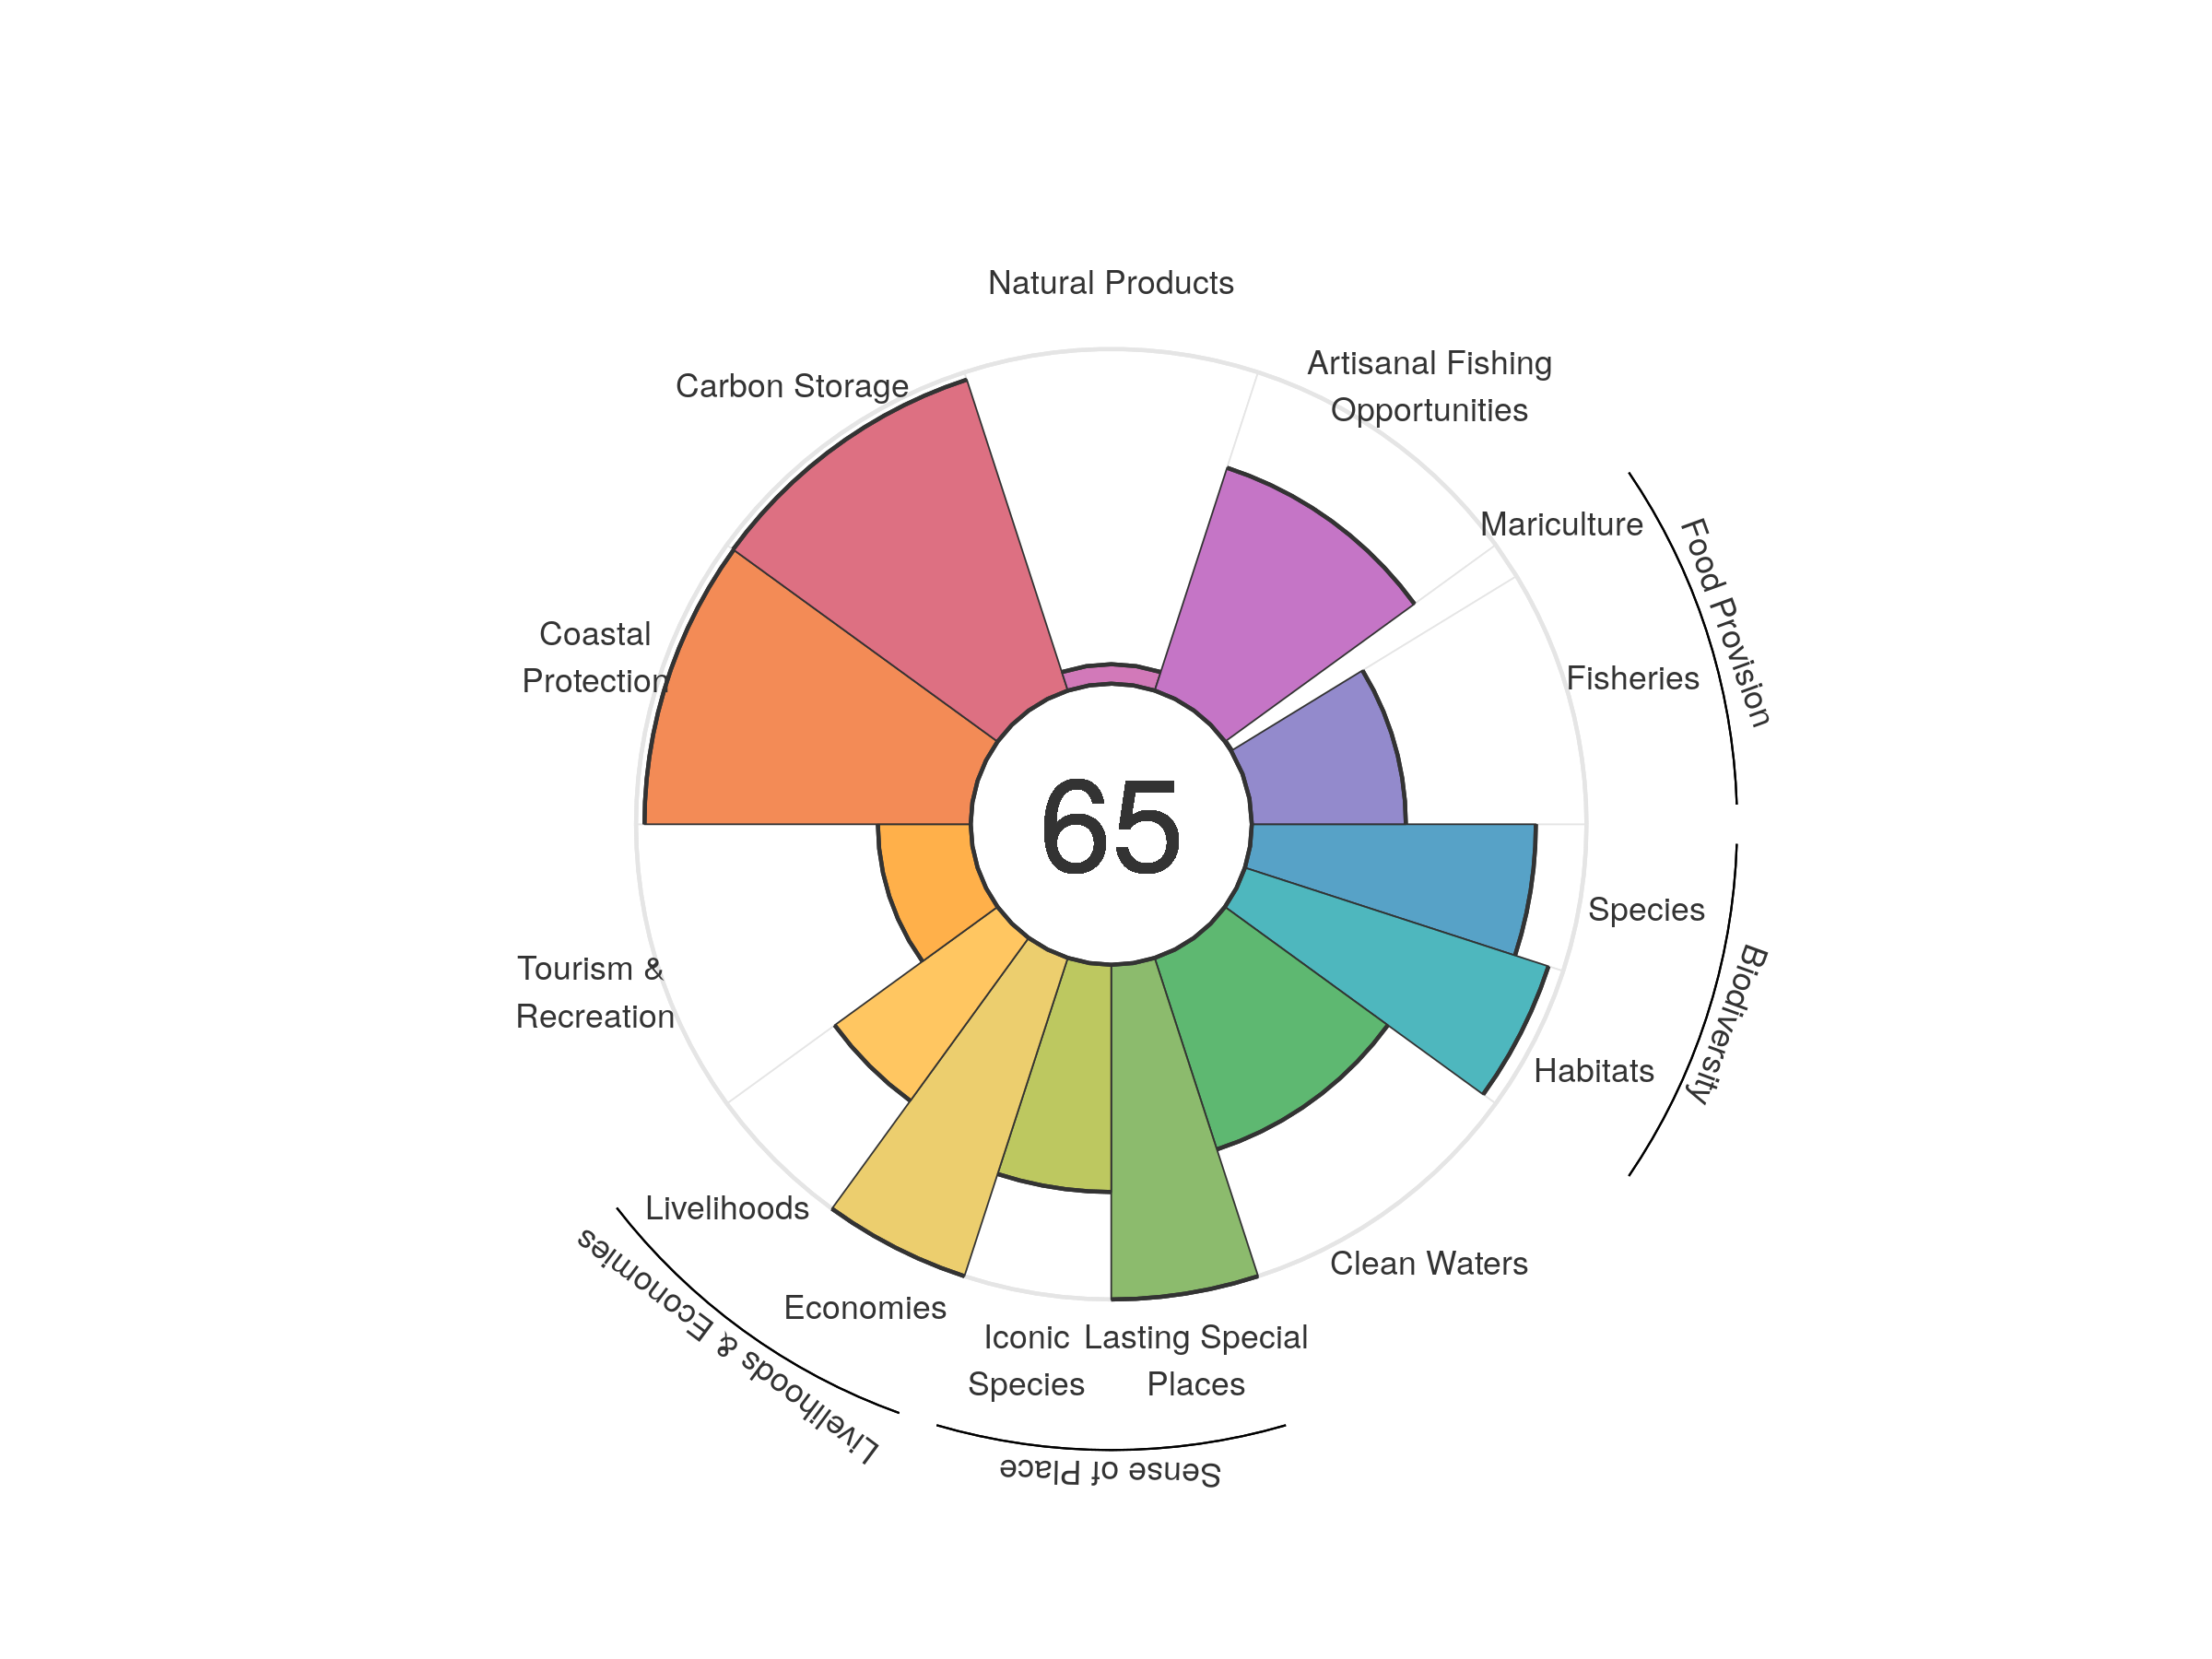 Natural Products
Artisanal Fishing
Opportunities
Carbon Storage
Mariculture
Food Provision
Coastal
Protection
Fisheries
65
Species
Biodiversity
Tourism &
Recreation
Habitats
Livelihoods
Clean Waters
Economies
Livelihoods & Economies
Iconic
Species
Lasting Special
Places
Sense of Place